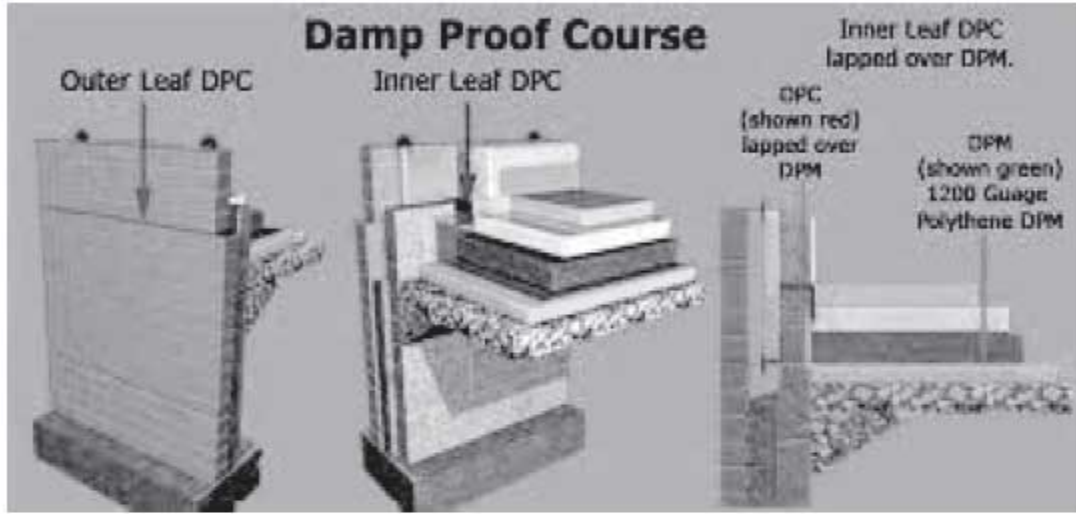 Damp Proof Course
Outer Leaf DPC
Inner Leaf DPC
Inner Leaf DPC
lapped over DPM.
DPC
(shown red)
lapped over
DPM
DPM
(shown green)
1200 Guage
Polythene DPM